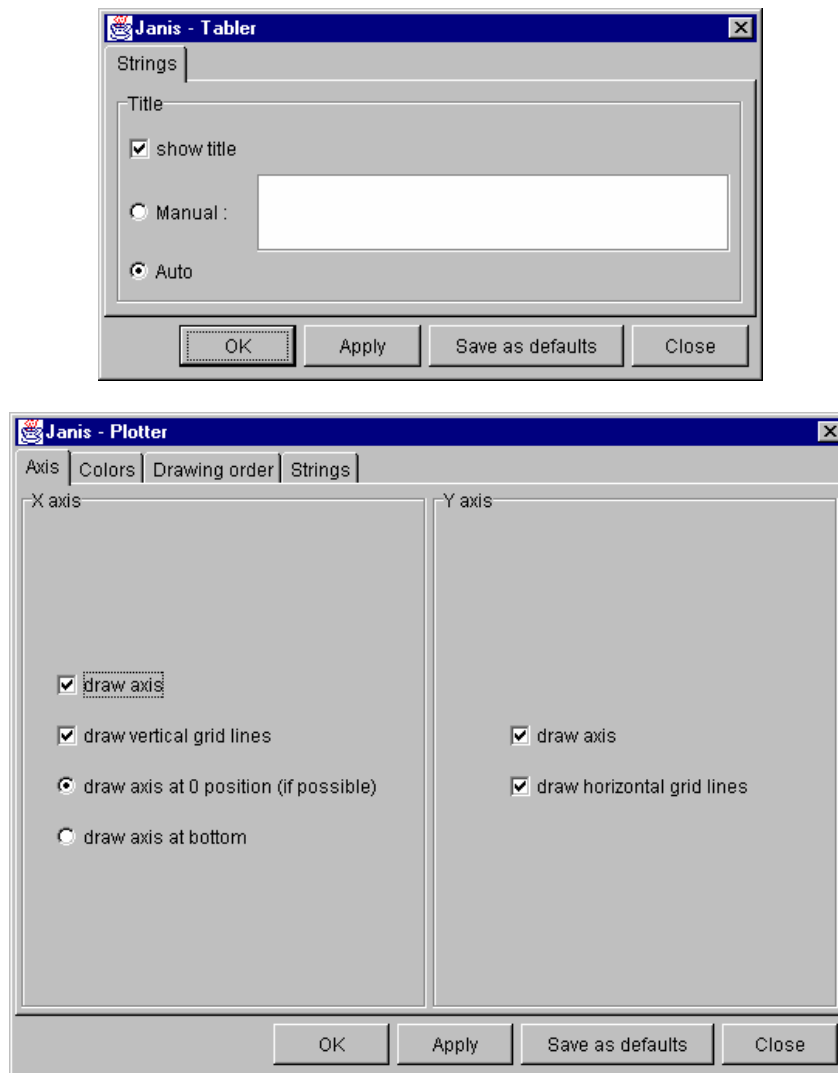 Janis - Tabler
Strings
Title
show title
Manual :
Auto
OK Apply Save as defaults Close
Janis - Plotter
Axis Colors Drawing order Strings
X axis
draw axis
draw vertical grid lines
draw axis at 0 position (if possible)
draw axis at bottom
Y axis
draw axis
draw horizontal grid lines
OK Apply Save as defaults Close